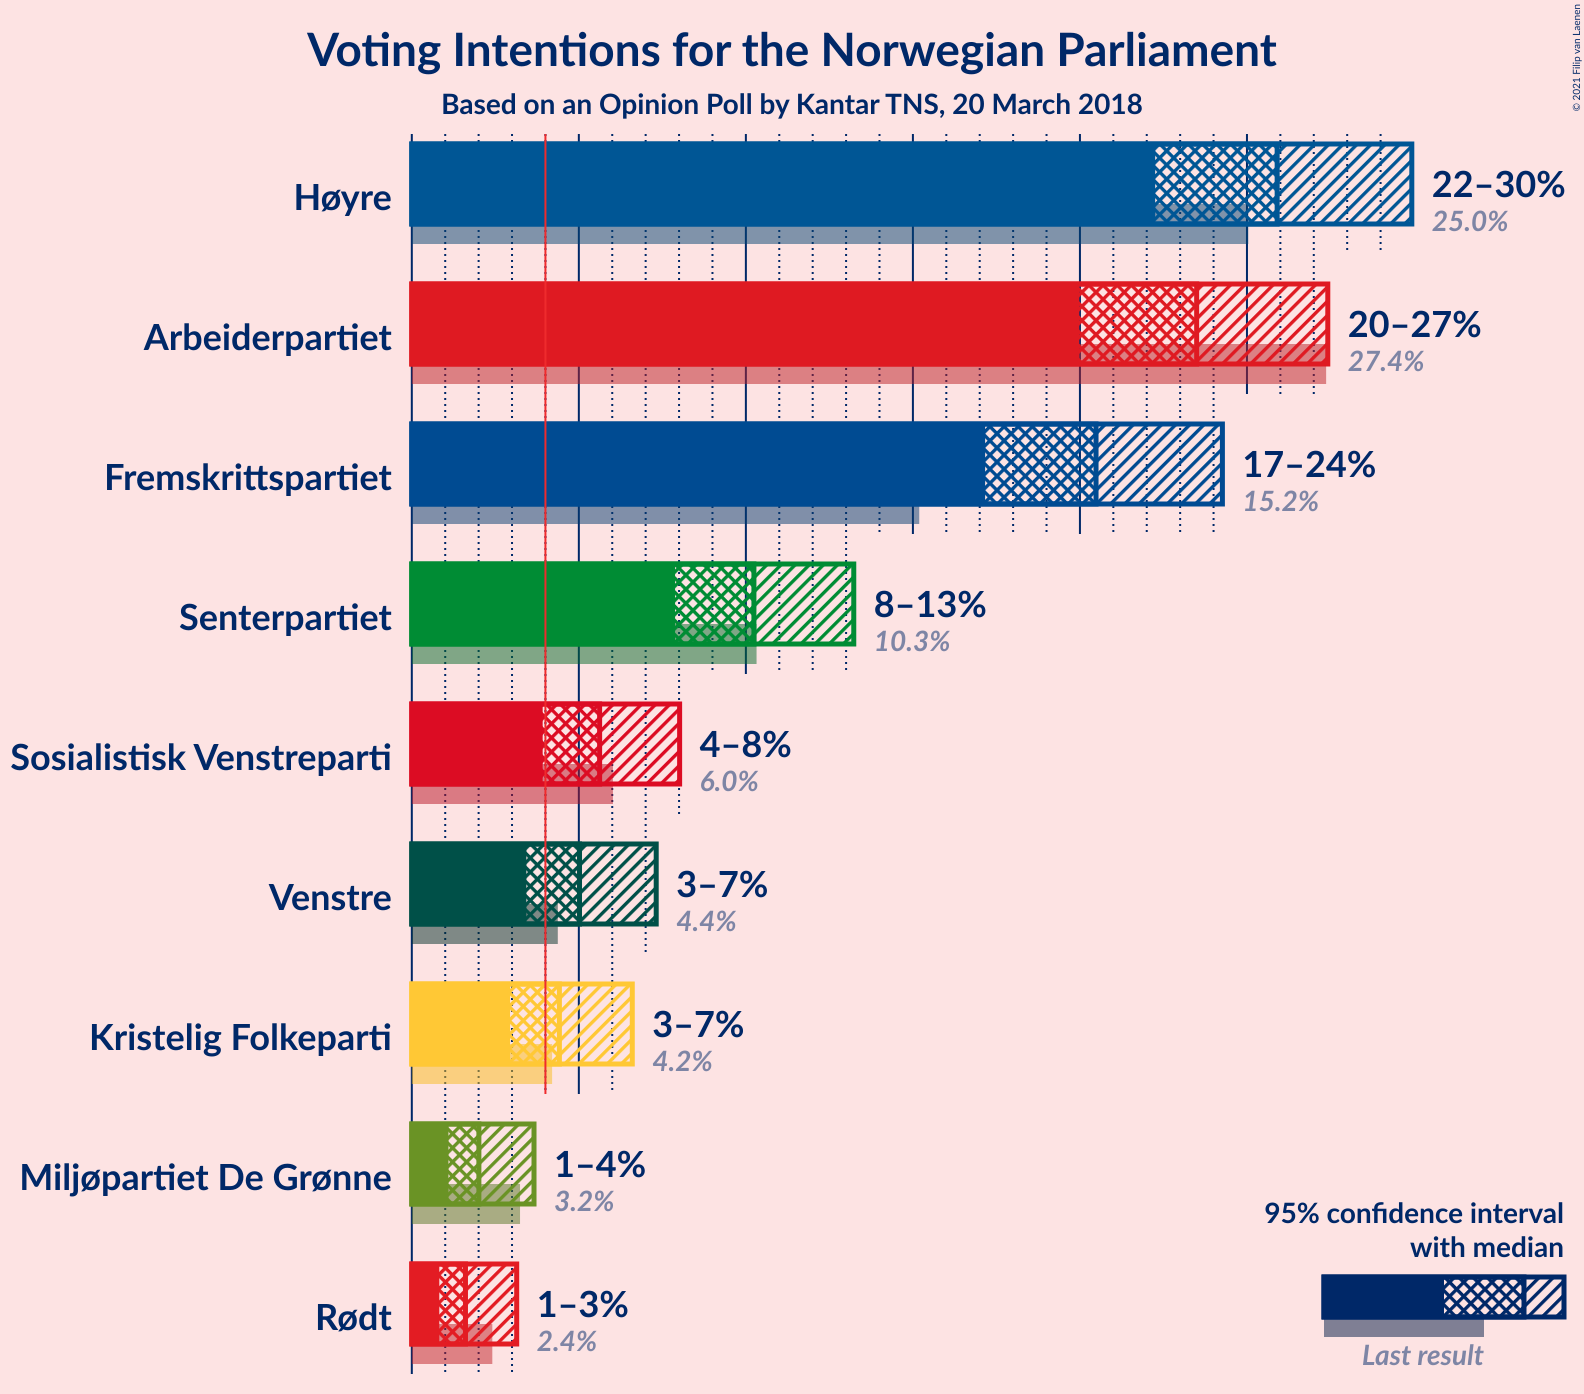 Voting Intentions for the Norwegian Parliament
Based on an Opinion Poll by Kantar TNS, 20 March 2018
© 2021 Filip van Laenen
Høyre
22–30%
25.0%
Arbeiderpartiet
20–27%
27.4%
Fremskrittspartiet
17–24%
15.2%
Senterpartiet
8–13%
10.3%
Sosialistisk Venstreparti
4–8%
6.0%
Venstre
3–7%
4.4%
Kristelig Folkeparti
3–7%
4.2%
Miljøpartiet De Grønne
1–4%
3.2%
Rødt
1–3%
2.4%
95% confidence interval
with median
Last result